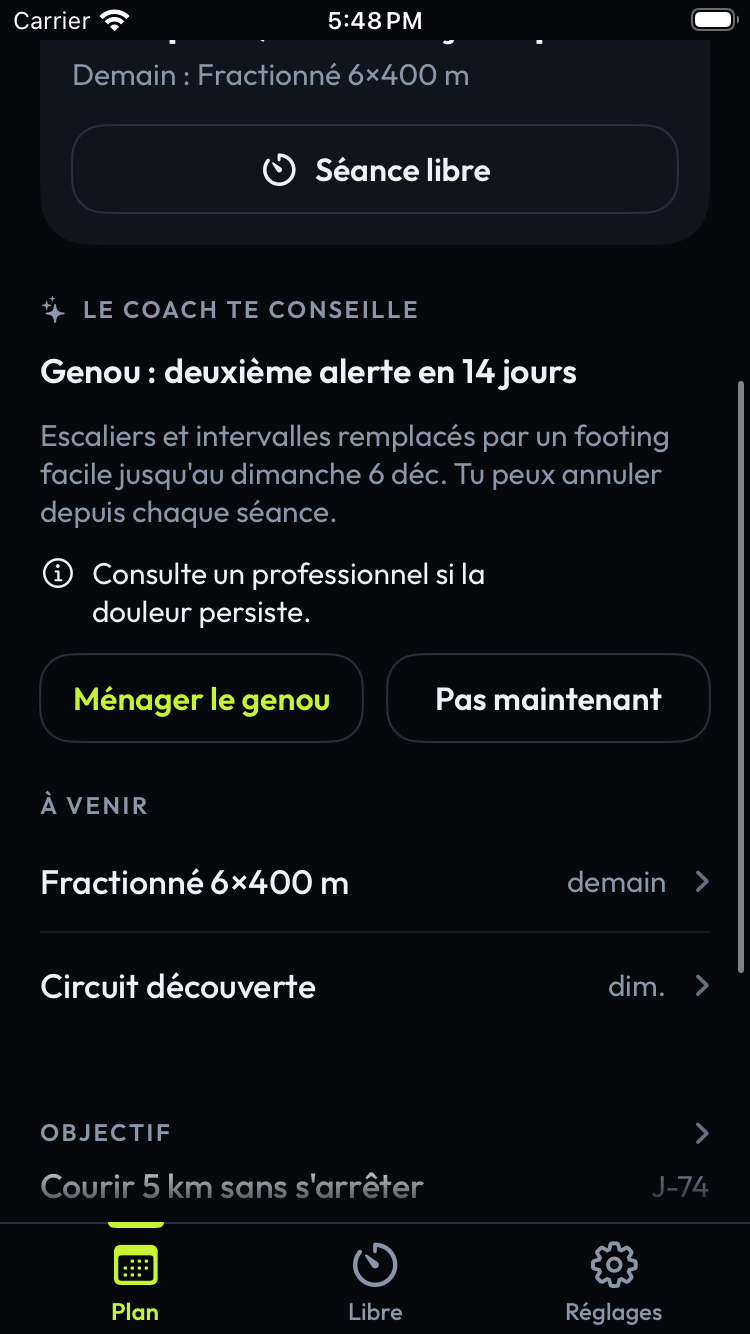 Carrier
5:48 PM
Demain : Fractionné 6×400 m
Séance libre
LE COACH TE CONSEILLE
Genou : deuxième alerte en 14 jours
Escaliers et intervalles remplacés par un footing
facile jusqu'au dimanche 6 déc. Tu peux annuler
depuis chaque séance.
Consulte un professionnel si la
douleur persiste.
Ménager le genou
Pas maintenant
À VENIR
Fractionné 6×400 m
demain
Circuit découverte
dim.
OBJECTIF
Courir 5 km sans s'arrêter
J-74
Plan
Libre
Réglages